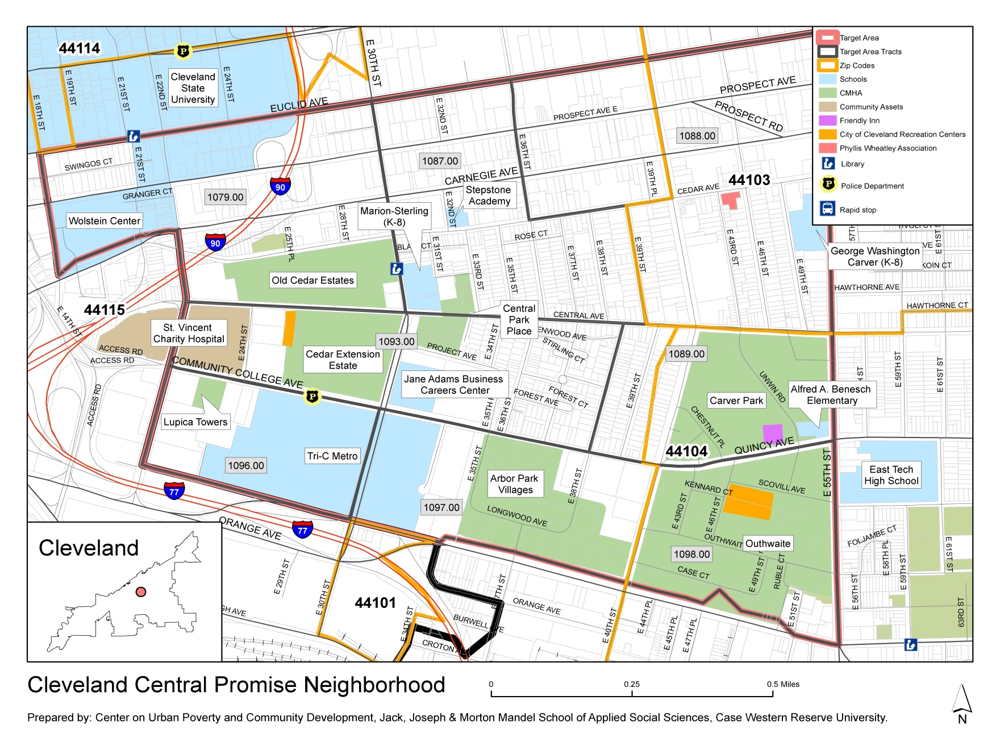 44114
E 19TH ST
E 18TH ST
E 21ST ST
E 22ND ST
E 24TH ST
Cleveland
State
University
P
E 30TH ST
EUCLID AVE
E 32ND ST
PROSPECT AVE
PROSPECT AVE E
PROSPECT RD
1088.00
Target Area
Target Area Tracts
Zip Codes
Schools
CMHA
Community Assets
Friendly Inn
City of Cleveland Recreation Centers
Phyllis Wheatley Association
Library
P
Police Department
Rapid stop
SWINGOS CT
E 21ST ST
GRANGER CT
1079.00
90
90
1087.00
CARNEGIE AVE
E 36TH ST
E 39TH PL
CEDAR AVE
44103
Wolstein Center
Stepstone
Academy
E 32ND ST
Marion-Sterling
(K-8)
E 28TH ST
E 25TH PL
E 31ST ST
E 33RD ST
E 35TH ST
ROSE CT
E 37TH ST
E 38TH ST
E 39TH ST
E 43RD ST
E 46TH ST
E 49TH ST
George Washington
Carver (K-8)
57TH
E 61ST S
KOIN CT
HAWTHORNE AVE
HAWTHORNE CT
Old Cedar Estates
44115
E 14TH ST
St. Vincent
Charity Hospital
ACCESS RD
ACCESS RD
ACCESS RD
E 24TH ST
COMMUNITY COLLEGE AVE
P
Cedar Extension
Estate
1093.00
PROJECT AVE
E 34TH ST
Central
Park
Place
CENTRAL AVE
ENWOOD AVE
STIRLING CT
FOREST CT
FOREST AVE
E 35TH
E 36TH ST
E 39TH ST
Jane Adams Business
Careers Center
1089.00
UNWIN RD
Carver Park
CHESTNUT PL
Alfred A. Benesch
Elementary
E 59TH ST
E 61ST ST
Lupica Towers
Tri-C Metro
1096.00
77
77
44104
QUINCY AVE
E 35TH ST
Arbor Park
Villages
E 38TH ST
LONGWOOD AVE
1097.00
KENNARD CT
SCOVILL AVE
E 43RD ST
E 46TH ST
OUTHWAIT
Outhwaite
1098.00
CASE CT
E 49TH ST
RUBLE CT
E 51ST ST
E 55TH ST
East Tech
High School
FOLJAMBE CT
E 58TH PL
E 59TH ST
E 61ST ST
E 56TH ST
63RD ST
ORANGE AVE
E 29TH ST
E 30TH ST
GH AVE
44101
E 34TH ST
7TH ST
ORANGE AVE
BURWELL AVE
CROTON
E 40TH ST
E 44TH PL
E 45TH PL
E 47TH PL
Cleveland
Cleveland Central Promise Neighborhood
0
0.25
0.5 Miles
N
Prepared by: Center on Urban Poverty and Community Development, Jack, Joseph & Morton Mandel School of Applied Social Sciences, Case Western Reserve University.